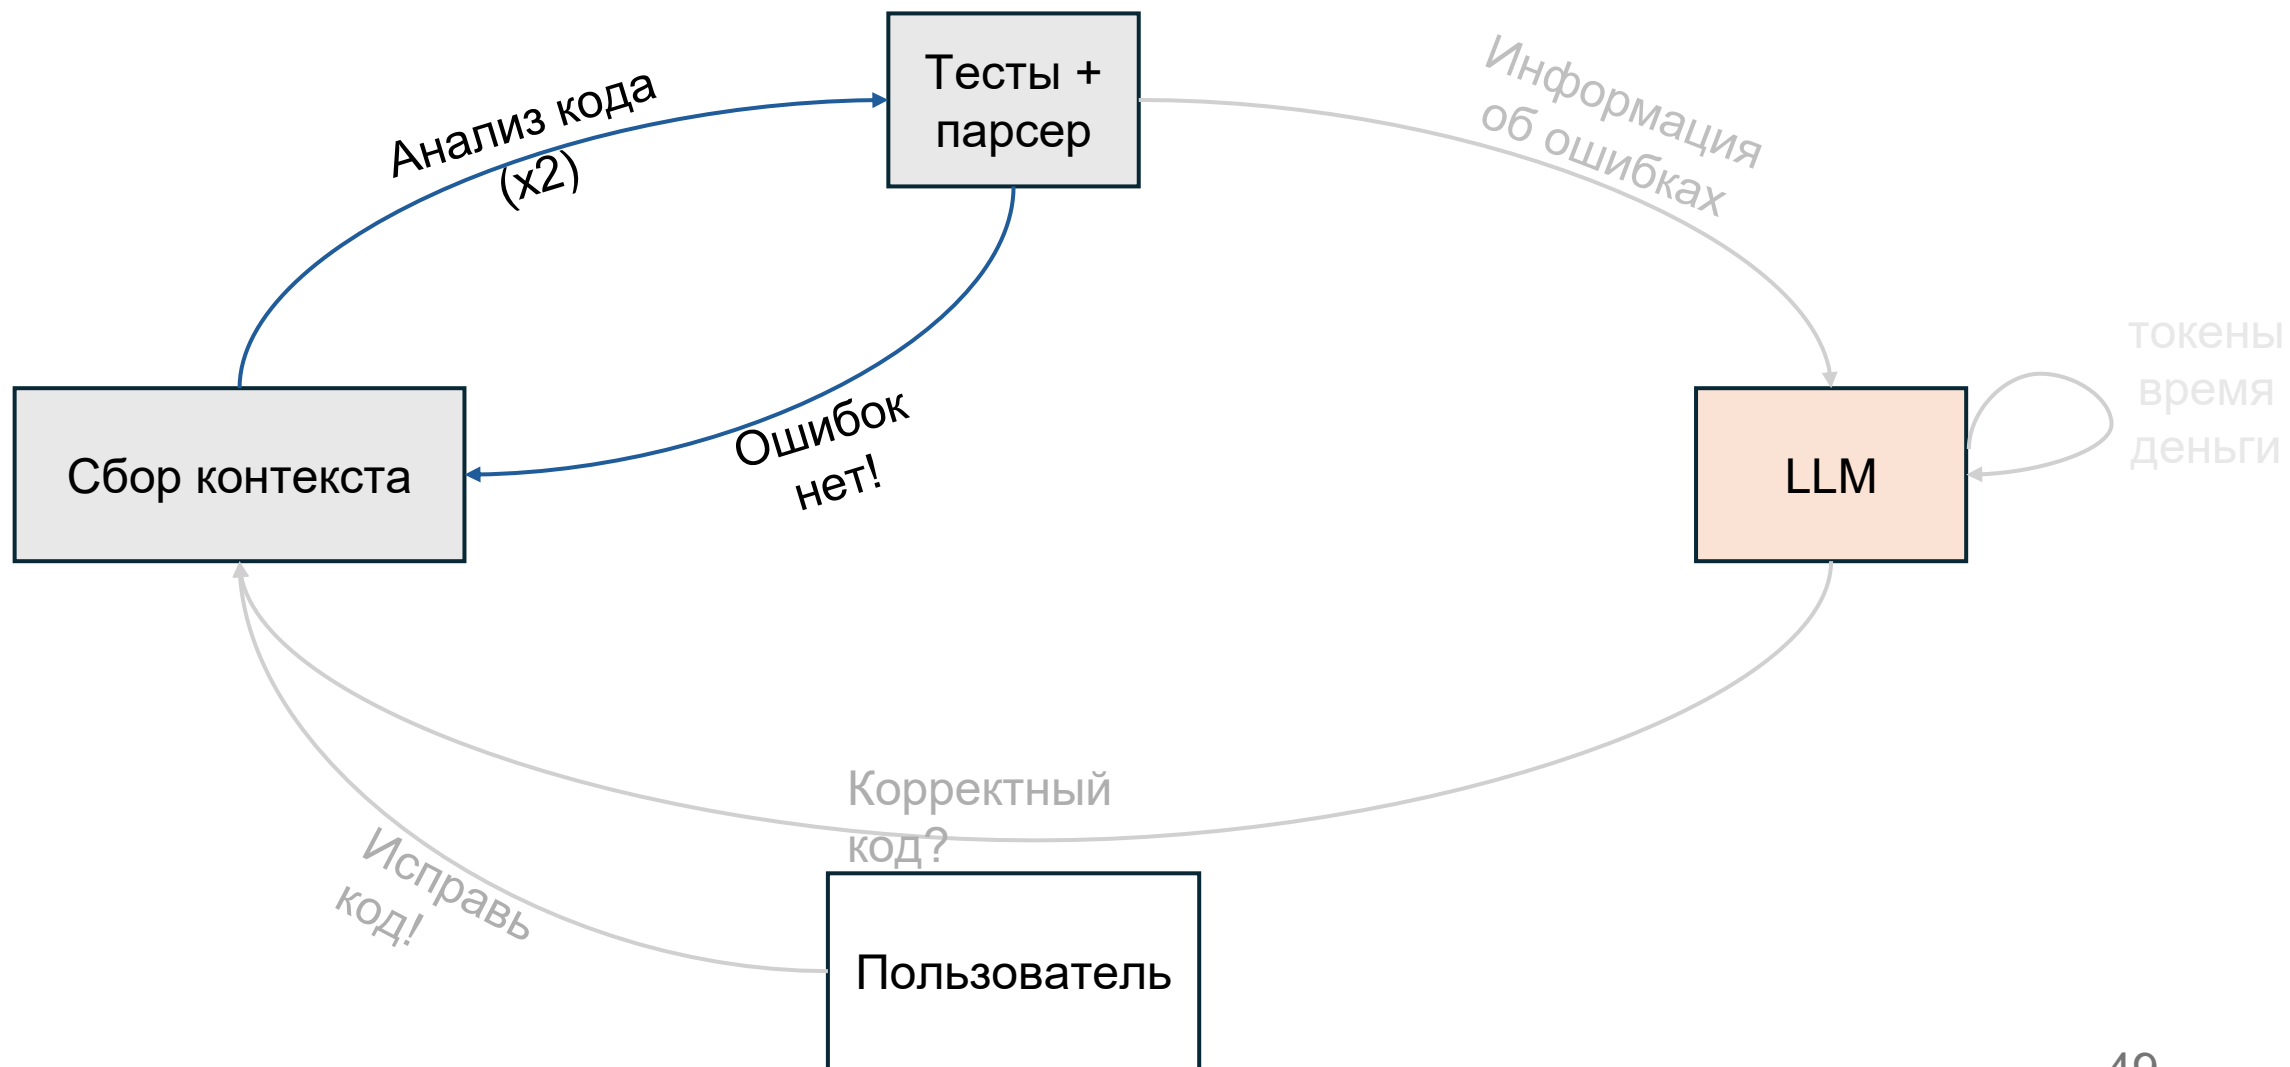 Тесты +
парсер
Анализ кода
(x2)
Информация
об ошибках
токены
время
деньги
Ошибок
нет!
Сбор контекста
LLM
Корректный
код?
Исправь
код!
Пользователь